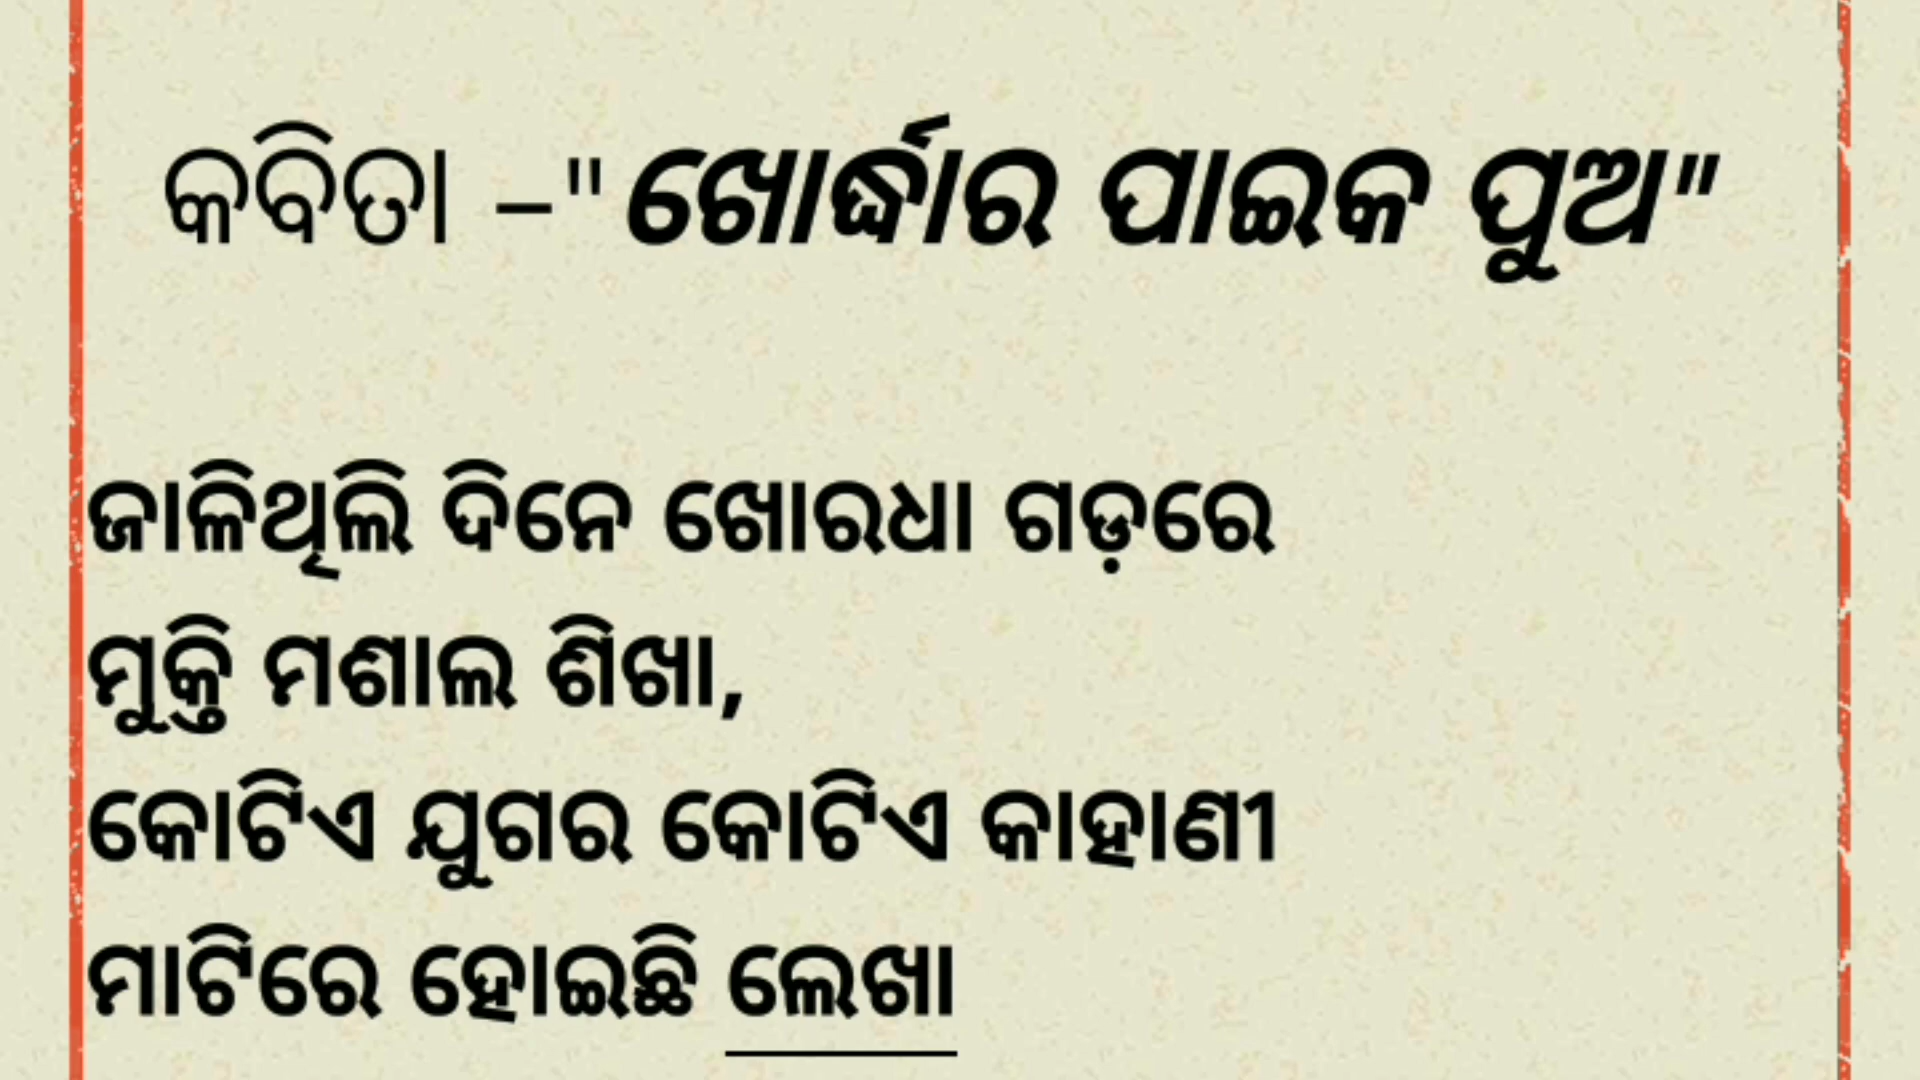 କବିତା –"ଖୋର୍ଦ୍ଧାର ପାଇକ ପୁଅ"
ଜାଳିଥିଲି ଦିନେ ଖୋରଧା ଗଡ଼ରେ
ମୁକ୍ତି ମଶାଲ ଶିଖା,
କୋଟିଏ ଯୁଗର କୋଟିଏ କାହାଣୀ
ମାଟିରେ ହୋଇଛି ଲେଖା